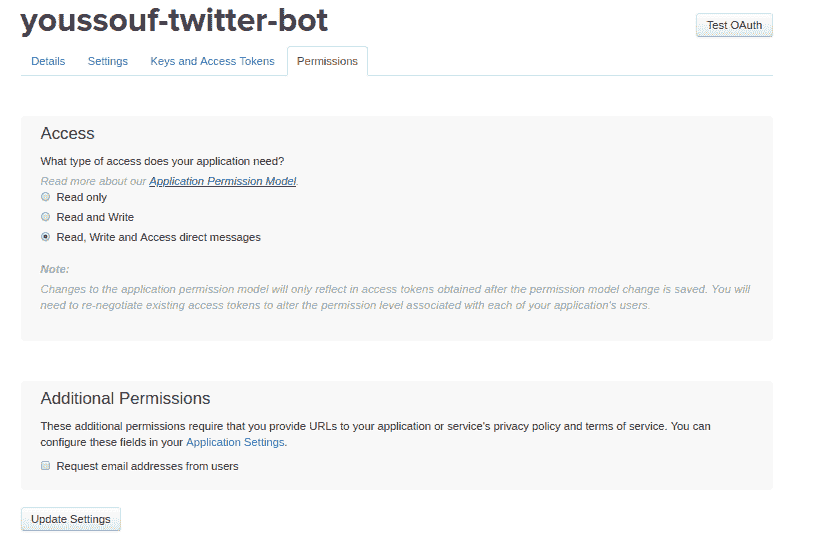 youssouf-twitter-bot
Test OAuth
Details Settings Keys and Access Tokens Permissions
Access
What type of access does your application need?
Read more about our Application Permission Model.
Read only
Read and Write
Read, Write and Access direct messages
Note:
Changes to the application permission model will only reflect in access tokens obtained after the permission model change is saved. You will
need to re-negotiate existing access tokens to alter the permission level associated with each of your application's users.
Additional Permissions
These additional permissions require that you provide URLs to your application or service's privacy policy and terms of service. You can
configure these fields in your Application Settings.
Request email addresses from users
Update Settings